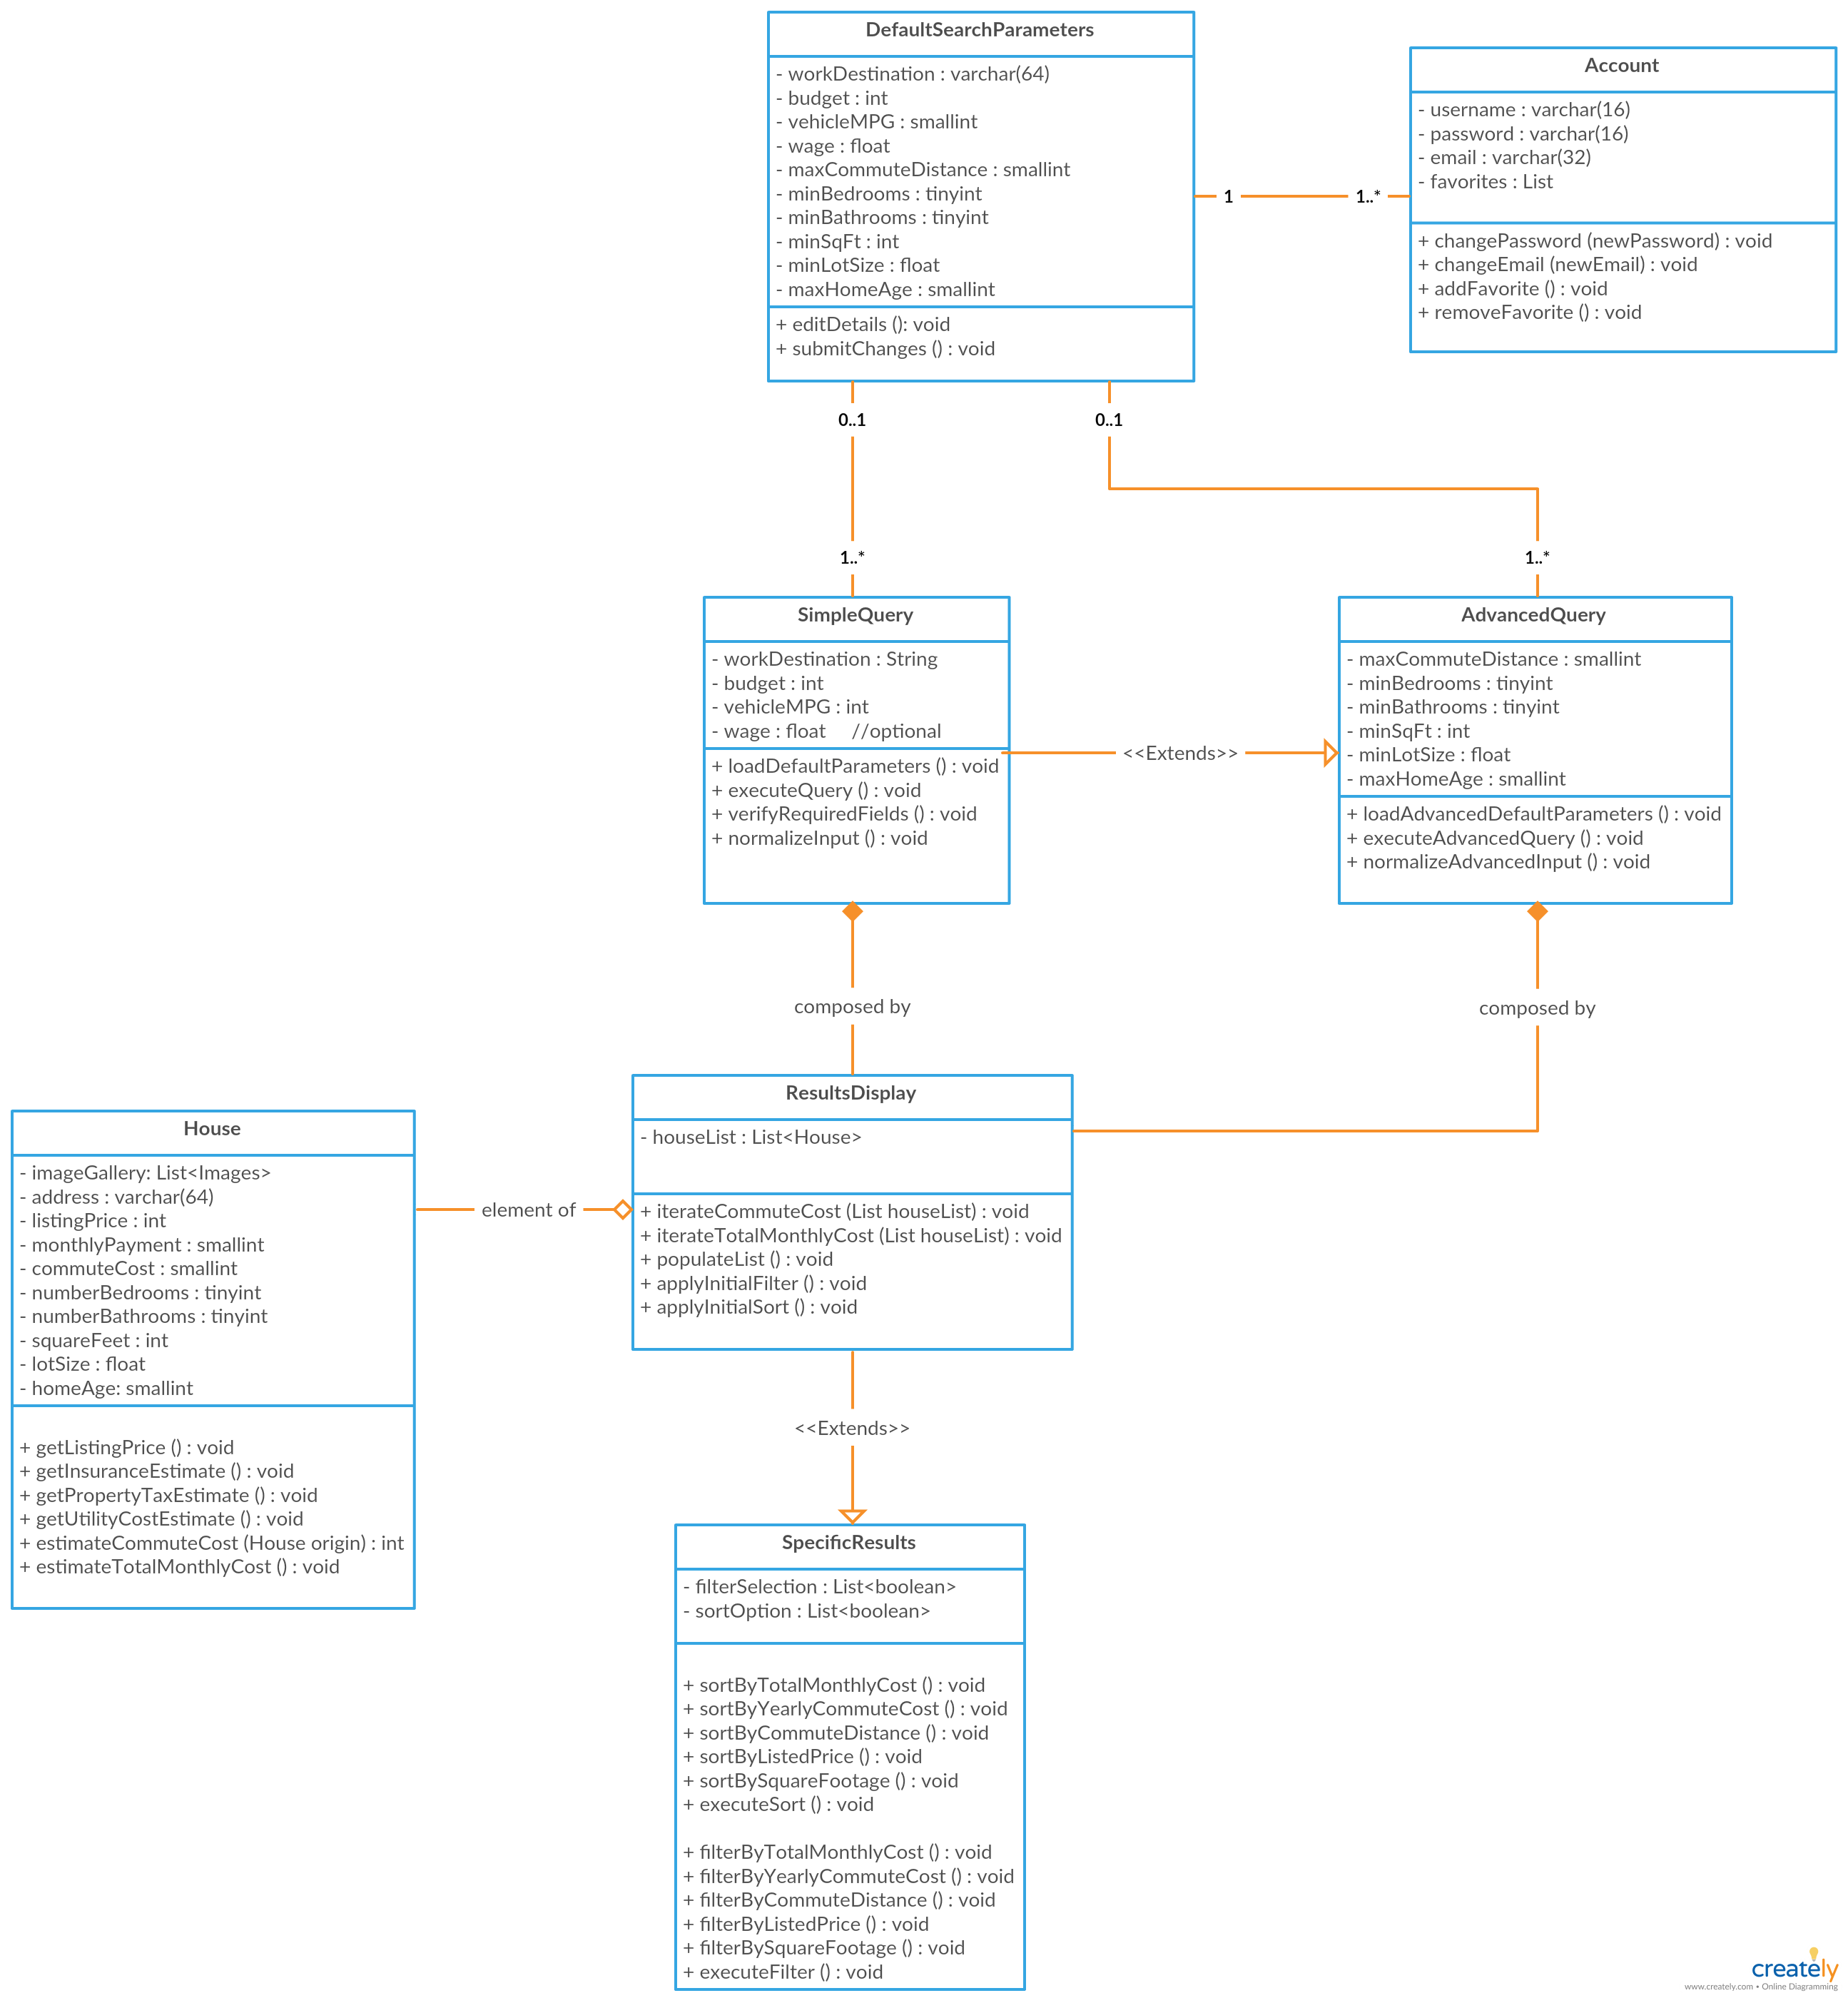 DefaultSearchParameters
- workDestination : varchar(64)
- budget : int
- vehicleMPG : smallint
- wage : float
- maxCommuteDistance : smallint
- minBedrooms : tinyint
- minBathrooms : tinyint
- minSqFt : int
- minLotSize : float
- maxHomeAge : smallint
+ editDetails (): void
+ submitChanges () : void
1
1..*
Account
- username : varchar(16)
- password : varchar(16)
- email : varchar(32)
- favorites : List
+ changePassword (newPassword) : void
+ changeEmail (newEmail) : void
+ addFavorite () : void
+ removeFavorite () : void
0..1
0..1
1..*
1..*
SimpleQuery
- workDestination : String
- budget : int
- vehicleMPG : int
- wage : float //optional
+ loadDefaultParameters () : void
+ executeQuery () : void
+ verifyRequiredFields () : void
+ normalizeInput () : void
<<Extends>>
AdvancedQuery
- maxCommuteDistance : smallint
- minBedrooms : tinyint
- minBathrooms : tinyint
- minSqFt : int
- minLotSize : float
- maxHomeAge : smallint
+ loadAdvancedDefaultParameters () : void
+ executeAdvancedQuery () : void
+ normalizeAdvancedInput () : void
composed by
composed by
House
- imageGallery: List<Images>
- address : varchar(64)
- listingPrice : int
- monthlyPayment : smallint
- commuteCost : smallint
- numberBedrooms : tinyint
- numberBathrooms : tinyint
- squareFeet : int
- lotSize : float
- homeAge: smallint
+ getListingPrice () : void
+ getInsuranceEstimate () : void
+ getPropertyTaxEstimate () : void
+ getUtilityCostEstimate () : void
+ estimateCommuteCost (House origin) : int
+ estimateTotalMonthlyCost () : void
element of
ResultsDisplay
- houseList : List<House>
+ iterateCommuteCost (List houseList) : void
+ iterateTotalMonthlyCost (List houseList) : void
+ populateList () : void
+ applyInitialFilter () : void
+ applyInitialSort () : void
<<Extends>>
SpecificResults
- filterSelection : List<boolean>
- sortOption : List<boolean>
+ sortByTotalMonthlyCost () : void
+ sortByYearlyCommuteCost () : void
+ sortByCommuteDistance () : void
+ sortByListedPrice () : void
+ sortBySquareFootage () : void
+ executeSort () : void
+ filterByTotalMonthlyCost () : void
+ filterByYearlyCommuteCost () : void
+ filterByCommuteDistance () : void
+ filterByListedPrice () : void
+ filterBySquareFootage () : void
+ executeFilter () : void
creately
www.creately.com • Online Diagramming